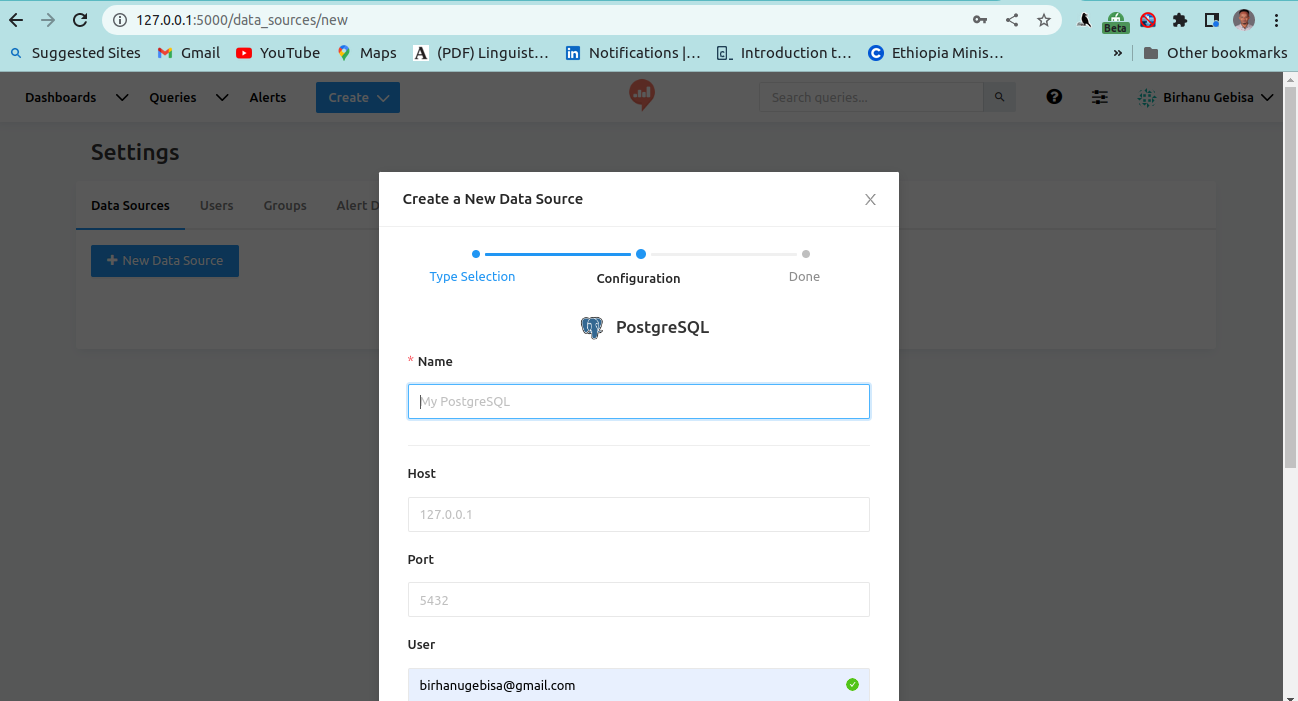 127.0.0.1:5000/data_sources/new
Beta
Suggested Sites Gmail YouTube Maps (PDF) Linguist... Notifications |... Introduction t... Ethiopia Minis... » Other bookmarks
Dashboards Queries Alerts Create Search queries... Birhanu Gebisa
Settings
Create a New Data Source
Data Sources Users Groups Alert D
New Data Source
Type Selection Configuration Done
PostgreSQL
* Name
My PostgreSQL
Host
127.0.0.1
Port
5432
User
birhanugebisa@gmail.com